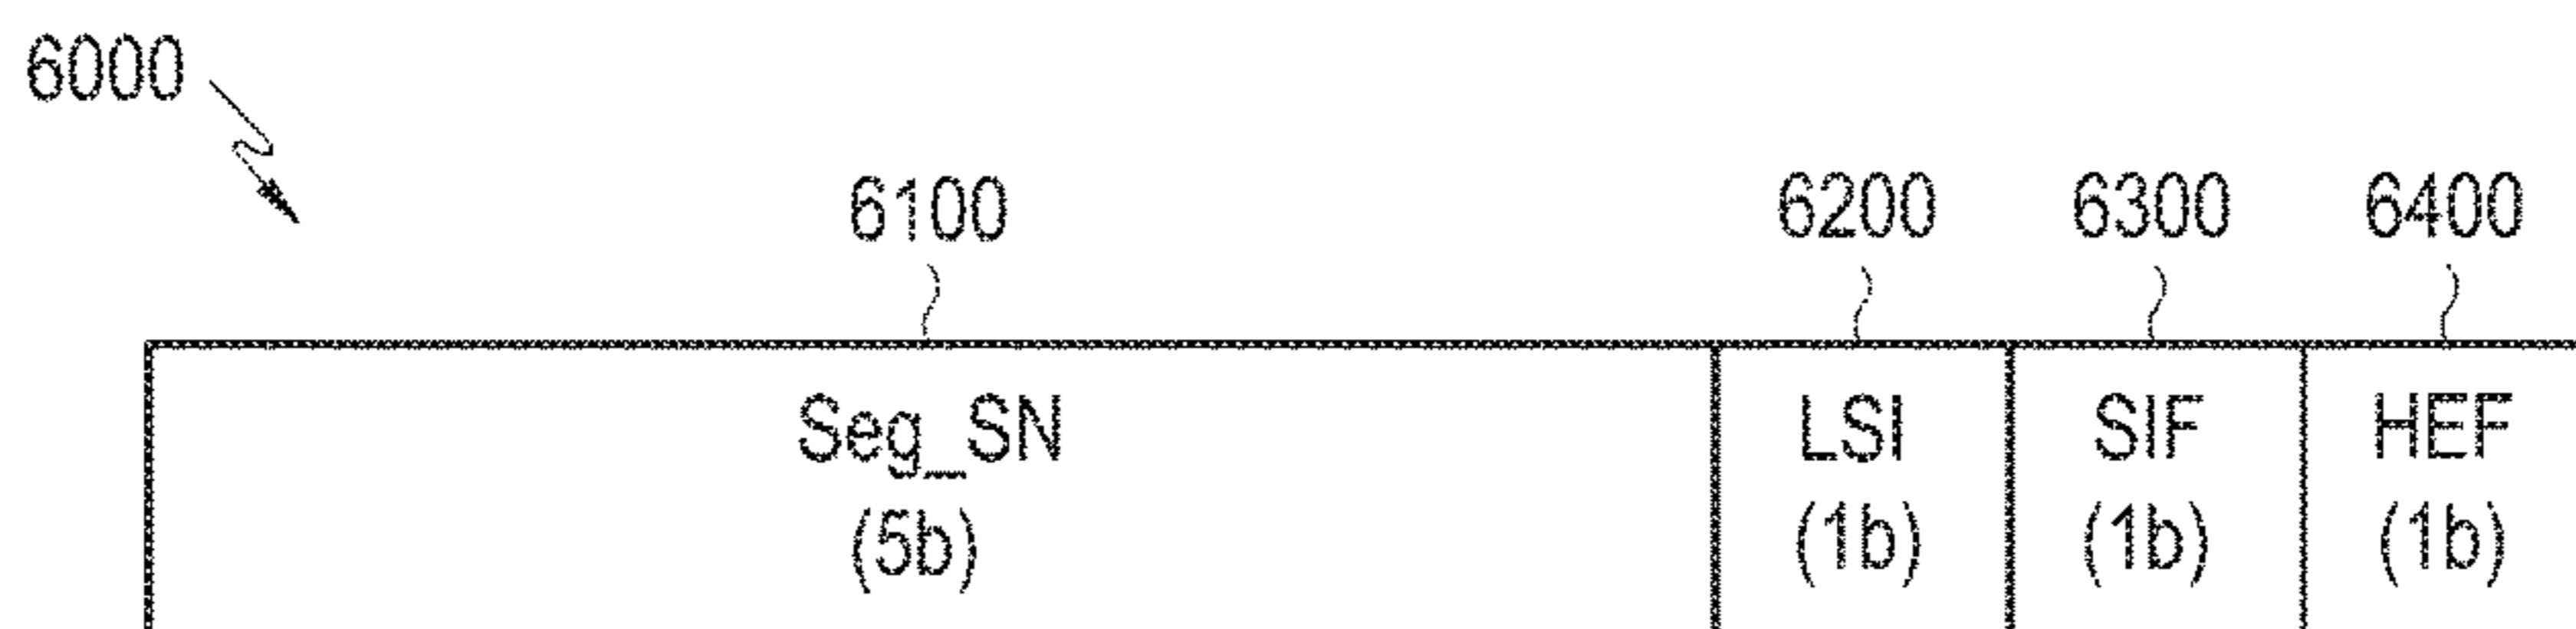 6000
6100 6200 6300 6400
Seg_SN LSI SIF HEF
(5b) (1b) (1b) (1b)